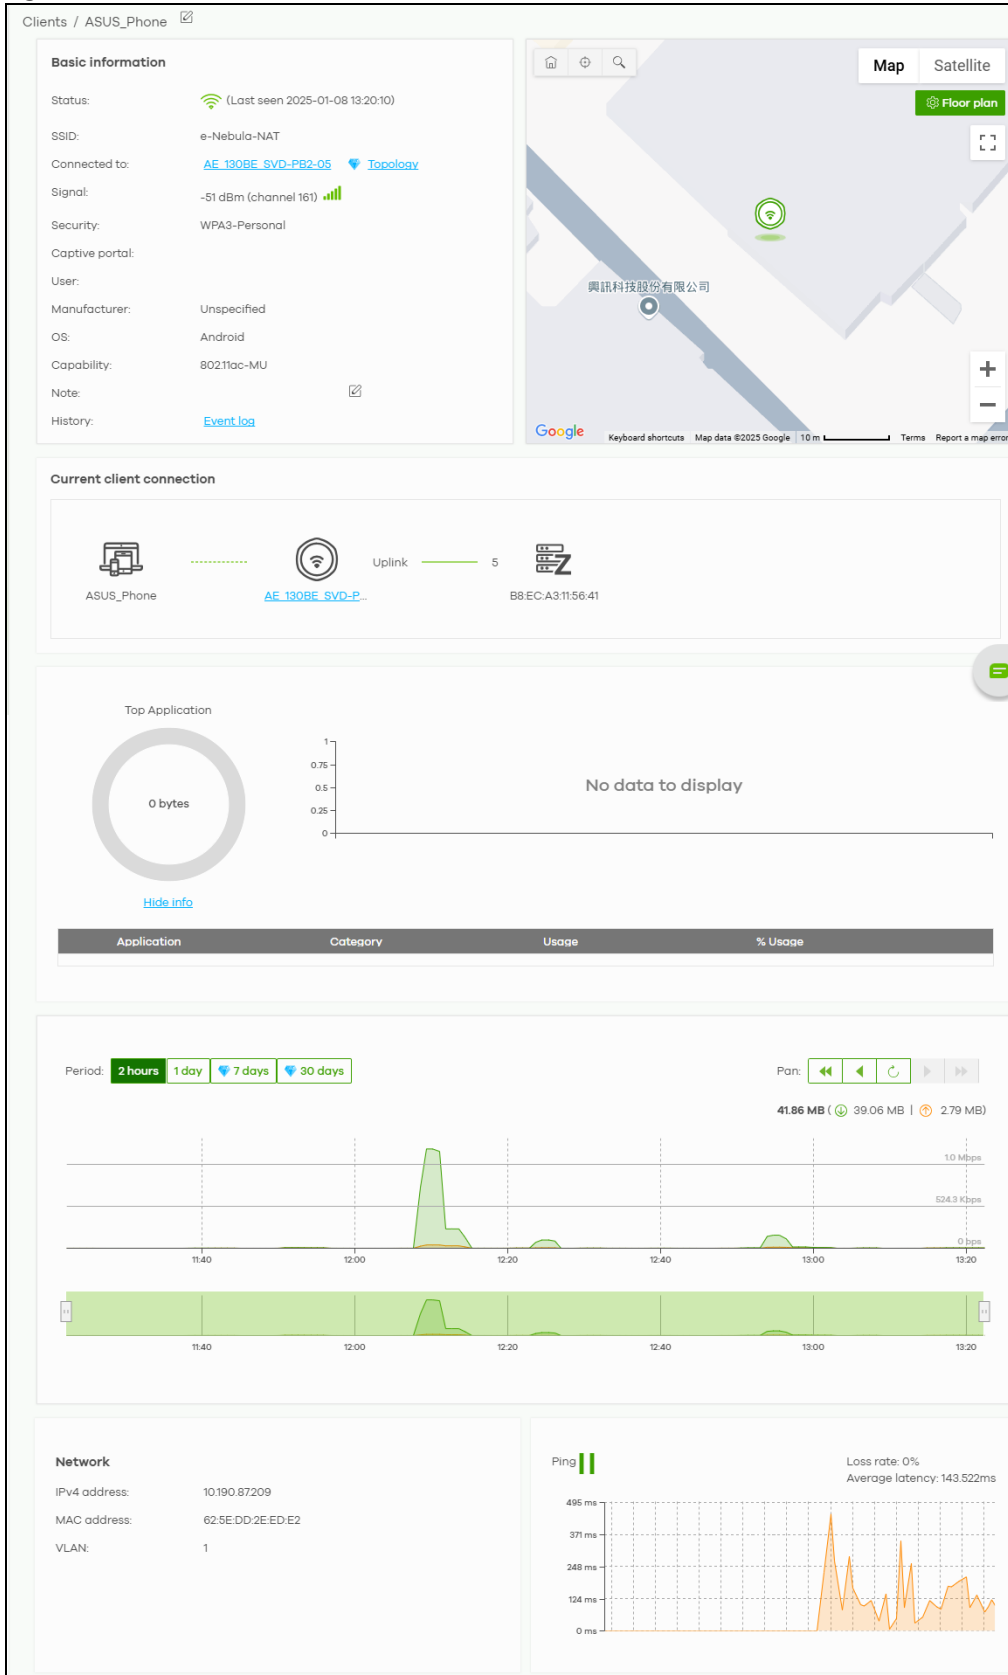 Clients / ASUS_Phone
Basic information
Status: (Last seen 2025-01-08 13:20:10)
SSID: e-Nebula-NAT
Connected to: AE_130BE_SVD-PB2-05 Topology
Signal: -51 dBm (channel 161)
Security: WPA3-Personal
Captive portal:
User:
Manufacturer: Unspecified
OS: Android
Capability: 802.11ac-MU
Note:
History: Event log
Map Satellite
Floor plan
興訊科技股份有限公司
Google Keyboard shortcuts Map data ©2025 Google 10 m Terms Report a map error
Current client connection
Uplink 5
ASUS_Phone AE_130BE_SVD-P... B8:EC:A3:11:56:41
Top Application
0 bytes
Hide info
1
0.75
0.5
0.25
0
No data to display
Application Category Usage % Usage
Period: 2 hours 1 day 7 days 30 days Pan:
41.86 MB ( 39.06 MB | 2.79 MB)
1.0 Mbps
524.3 Kbps
0 bps
11:40 12:00 12:20 12:40 13:00 13:20
11:40 12:00 12:20 12:40 13:00 13:20
Network
IPv4 address: 10.190.87.209
MAC address: 62:5E:DD:2E:ED:E2
VLAN: 1
Ping
Loss rate: 0%
Average latency: 143.522ms
495 ms
371 ms
248 ms
124 ms
0 ms